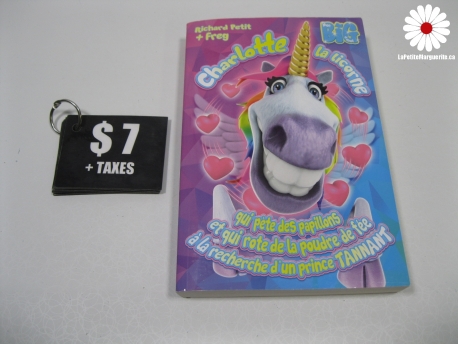 Richard Petit
+ Freg
BIG
Charlotte
la licorne
qui pète des papillons
et qui rote de la poudre de fée
à la recherche d'un prince TANNANT
$7
+ TAXES
LaPetiteMarguerite.ca